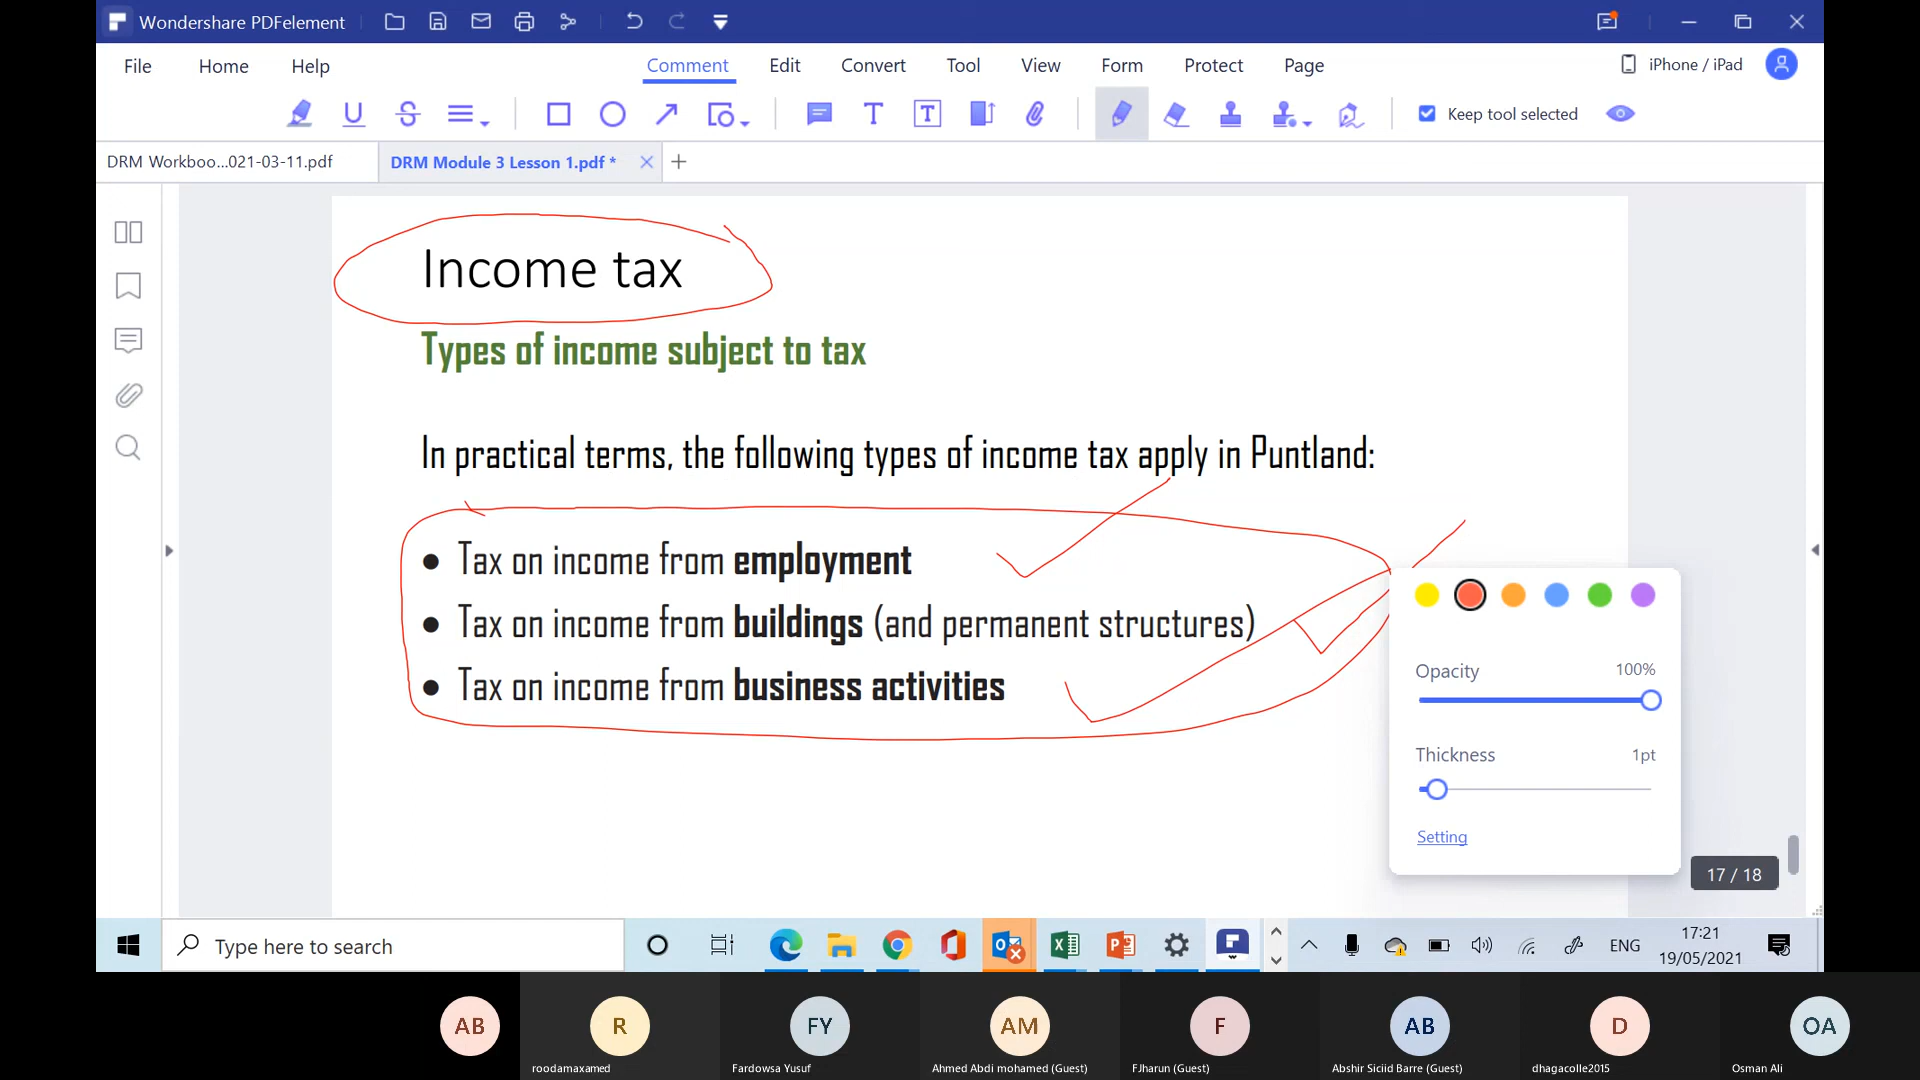 Wondershare PDFelement
File Home Help Comment Edit Convert Tool View Form Protect Page iPhone / iPad
Keep tool selected
DRM Workboo...021-03-11.pdf DRM Module 3 Lesson 1.pdf *
Income tax
Types of income subject to tax
In practical terms, the following types of income tax apply in Puntland:
• Tax on income from employment
• Tax on income from buildings (and permanent structures)
• Tax on income from business activities
Opacity 100%
Thickness 1pt
Setting
17 / 18
Type here to search
ENG
17:21
19/05/2021
AB R FY AM F AB D OA
roodamaxamed Fardowsa Yusuf Ahmed Abdi mohamed (Guest) FJharun (Guest) Abshir Siciid Barre (Guest) dhagacolle2015 Osman Ali